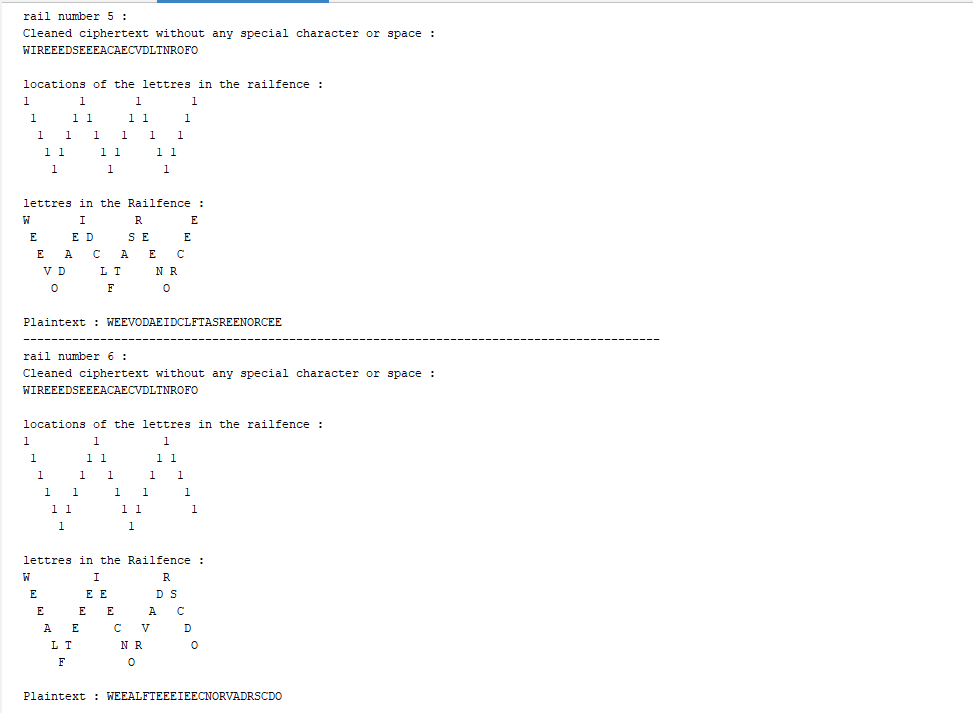 rail number 5 :
Cleaned ciphertext without any special character or space :
WIREEEDSEEEACAECVDLTNROFO
locations of the lettres in the railfence :
1       1       1       1
 1     1 1     1 1     1
  1   1   1   1   1   1
   1 1     1 1     1 1
    1       1       1
lettres in the Railfence :
W       I       R       E
 E     E D     S E     E
  E   A   C   A   E   C
   V D     L T     N R
    O       F       O
Plaintext : WEEVODAEIDCLFTASREENORCEE
-------------------------------------------------------------------------------------------
rail number 6 :
Cleaned ciphertext without any special character or space :
WIREEEDSEEEACAECVDLTNROFO
locations of the lettres in the railfence :
1         1         1
 1       1 1       1 1
  1     1   1     1   1
   1   1     1   1     1
    1 1       1 1       1
     1         1
lettres in the Railfence :
W         I         R
 E       E E       D S
  E     E   E     A   C
   A   E     C   V     D
    L T       N R       O
     F         O
Plaintext : WEEALFTEEEIEECNORVADRSCDO